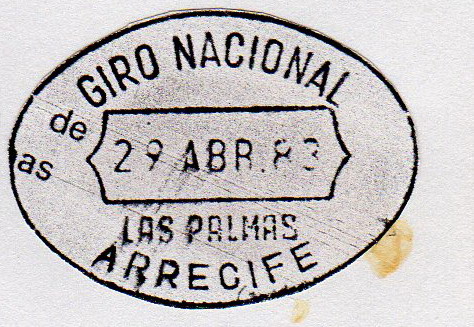 GIRO NACIONAL
de
as
29 ABR.83
LAS PALMAS
ARRECIFE